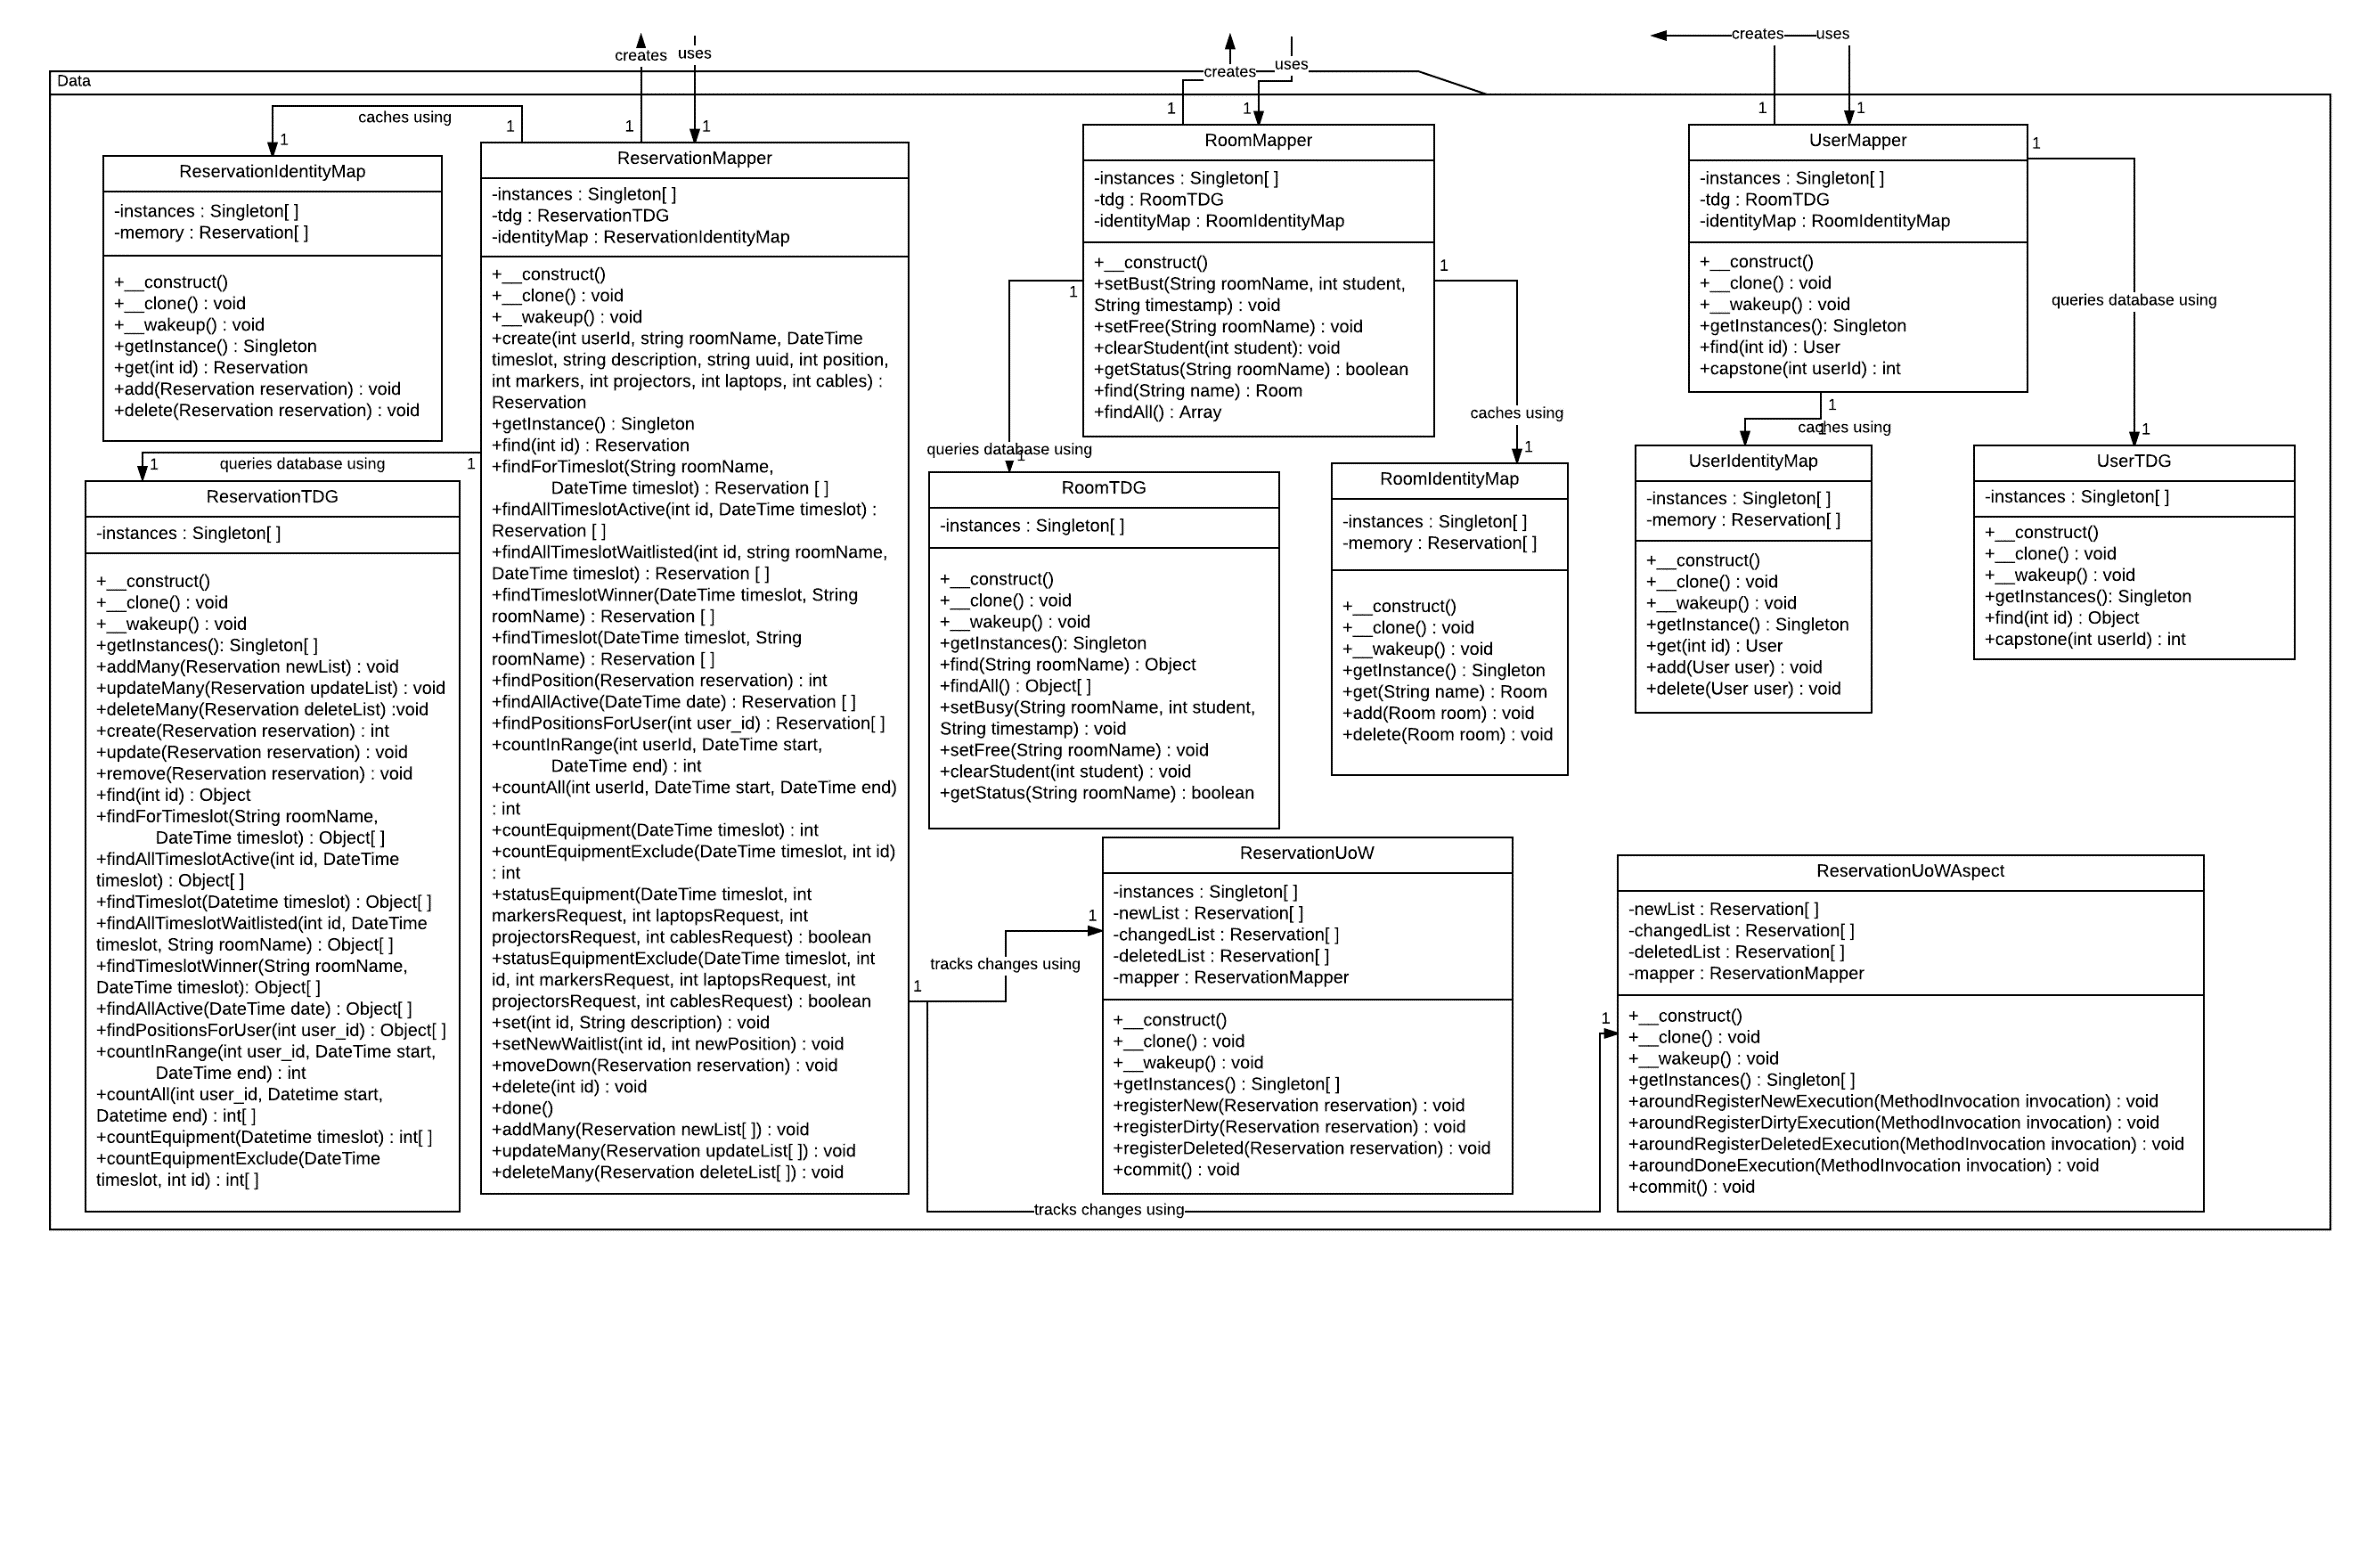 creates
uses
creates
uses
creates
uses
Data
caches using
1
1
1
1
ReservationIdentityMap
-instances : Singleton[ ]
-memory : Reservation[ ]
+__construct()
+__clone() : void
+__wakeup() : void
+getInstance() : Singleton
+get(int id) : Reservation
+add(Reservation reservation) : void
+delete(Reservation reservation) : void
queries database using
1
1
ReservationTDG
-instances : Singleton[ ]
+__construct()
+__clone() : void
+__wakeup() : void
+getInstances(): Singleton[ ]
+addMany(Reservation newList) : void
+updateMany(Reservation updateList) : void
+deleteMany(Reservation deleteList) :void
+create(Reservation reservation) : int
+update(Reservation reservation) : void
+remove(Reservation reservation) : void
+find(int id) : Object
+findForTimeslot(String roomName,
DateTime timeslot) : Object[ ]
+findAllTimeslotActive(int id, DateTime
timeslot) : Object[ ]
+findTimeslot(Datetime timeslot) : Object[ ]
+findAllTimeslotWaitlisted(int id, DateTime
timeslot, String roomName) : Object[ ]
+findTimeslotWinner(String roomName,
DateTime timeslot): Object[ ]
+findAllActive(DateTime date) : Object[ ]
+findPositionsForUser(int user_id) : Object[ ]
+countInRange(int user_id, DateTime start,
DateTime end) : int
+countAll(int user_id, Datetime start,
Datetime end) : int[ ]
+countEquipment(Datetime timeslot) : int[ ]
+countEquipmentExclude(DateTime
timeslot, int id) : int[ ]
ReservationMapper
-instances : Singleton[ ]
-tdg : ReservationTDG
-identityMap : ReservationIdentityMap
+__construct()
+__clone() : void
+__wakeup() : void
+create(int userId, string roomName, DateTime
timeslot, string description, string uuid, int position,
int markers, int projectors, int laptops, int cables) :
Reservation
+getInstance() : Singleton
+find(int id) : Reservation
+findForTimeslot(String roomName,
DateTime timeslot) : Reservation [ ]
+findAllTimeslotActive(int id, DateTime timeslot) :
Reservation [ ]
+findAllTimeslotWaitlisted(int id, string roomName,
DateTime timeslot) : Reservation [ ]
+findTimeslotWinner(DateTime timeslot, String
roomName) : Reservation [ ]
+findTimeslot(DateTime timeslot, String
roomName) : Reservation [ ]
+findPosition(Reservation reservation) : int
+findAllActive(DateTime date) : Reservation [ ]
+findPositionsForUser(int user_id) : Reservation[ ]
+countInRange(int userId, DateTime start,
DateTime end) : int
+countAll(int userId, DateTime start, DateTime end)
: int
+countEquipment(DateTime timeslot) : int
+countEquipmentExclude(DateTime timeslot, int id)
: int
+statusEquipment(DateTime timeslot, int
markersRequest, int laptopsRequest, int
projectorsRequest, int cablesRequest) : boolean
+statusEquipmentExclude(DateTime timeslot, int
id, int markersRequest, int laptopsRequest, int
projectorsRequest, int cablesRequest) : boolean
+set(int id, String description) : void
+setNewWaitlist(int id, int newPosition) : void
+moveDown(Reservation reservation) : void
+delete(int id) : void
+done()
+addMany(Reservation newList[ ]) : void
+updateMany(Reservation updateList[ ]) : void
+deleteMany(Reservation deleteList[ ]) : void
1
1
RoomMapper
-instances : Singleton[ ]
-tdg : RoomTDG
-identityMap : RoomIdentityMap
+__construct()
+setBust(String roomName, int student,
String timestamp) : void
+setFree(String roomName) : void
+clearStudent(int student): void
+getStatus(String roomName) : boolean
+find(String name) : Room
+findAll() : Array
1
1
queries database using
1
caches using
1
RoomTDG
-instances : Singleton[ ]
+__construct()
+__clone() : void
+__wakeup() : void
+getInstances(): Singleton
+find(String roomName) : Object
+findAll() : Object[ ]
+setBusy(String roomName, int student,
String timestamp) : void
+setFree(String roomName) : void
+clearStudent(int student) : void
+getStatus(String roomName) : boolean
RoomIdentityMap
-instances : Singleton[ ]
-memory : Reservation[ ]
+__construct()
+__clone() : void
+__wakeup() : void
+getInstance() : Singleton
+get(String name) : Room
+add(Room room) : void
+delete(Room room) : void
1
1
UserMapper
-instances : Singleton[ ]
-tdg : RoomTDG
-identityMap : RoomIdentityMap
+__construct()
+__clone() : void
+__wakeup() : void
+getInstances(): Singleton
+find(int id) : User
+capstone(int userId) : int
1
queries database using
1
1
caches using
1
UserIdentityMap
-instances : Singleton[ ]
-memory : Reservation[ ]
+__construct()
+__clone() : void
+__wakeup() : void
+getInstance() : Singleton
+get(int id) : User
+add(User user) : void
+delete(User user) : void
UserTDG
-instances : Singleton[ ]
+__construct()
+__clone() : void
+__wakeup() : void
+getInstances(): Singleton
+find(int id) : Object
+capstone(int userId) : int
1
tracks changes using
1
ReservationUoW
-instances : Singleton[ ]
-newList : Reservation[ ]
-changedList : Reservation[ ]
-deletedList : Reservation[ ]
-mapper : ReservationMapper
+__construct()
+__clone() : void
+__wakeup() : void
+getInstances() : Singleton[ ]
+registerNew(Reservation reservation) : void
+registerDirty(Reservation reservation) : void
+registerDeleted(Reservation reservation) : void
+commit() : void
tracks changes using
1
ReservationUoWAspect
-newList : Reservation[ ]
-changedList : Reservation[ ]
-deletedList : Reservation[ ]
-mapper : ReservationMapper
+__construct()
+__clone() : void
+__wakeup() : void
+getInstances() : Singleton[ ]
+aroundRegisterNewExecution(MethodInvocation invocation) : void
+aroundRegisterDirtyExecution(MethodInvocation invocation) : void
+aroundRegisterDeletedExecution(MethodInvocation invocation) : void
+aroundDoneExecution(MethodInvocation invocation) : void
+commit() : void